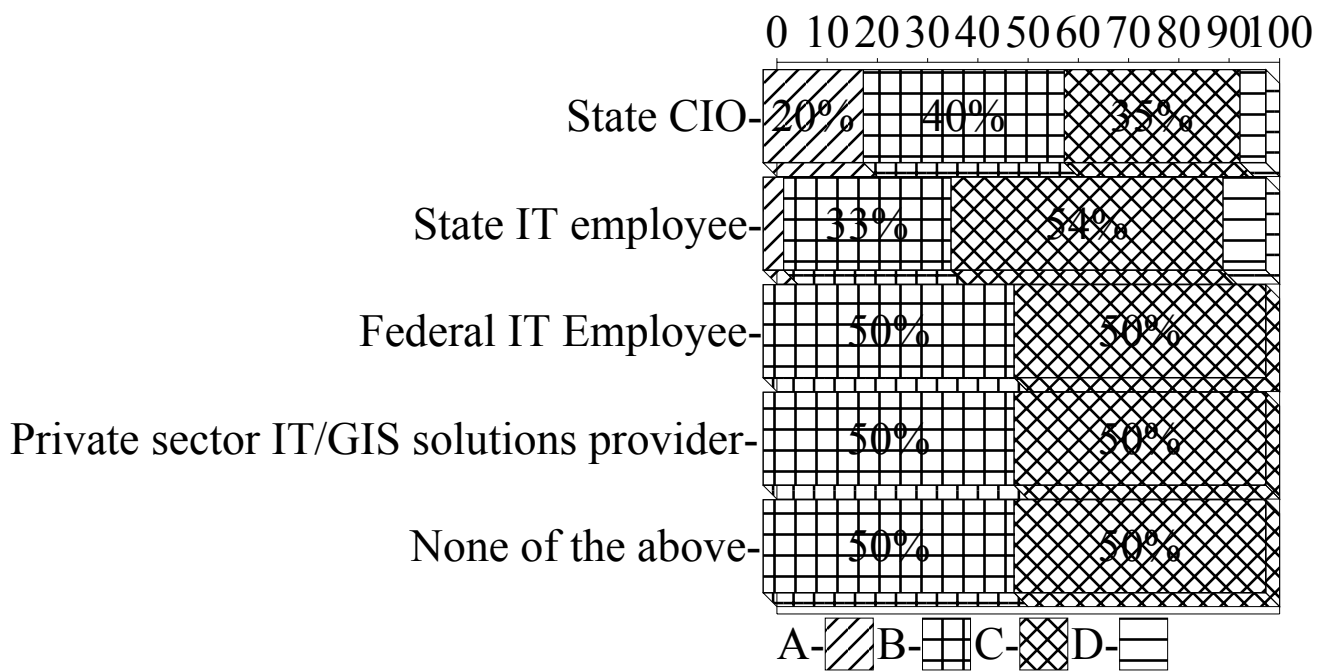 0 10 20 30 40 50 60 70 80 90 100
State CIO- 20% 40% 35%
State IT employee- 33% 54%
Federal IT Employee- 50% 50%
Private sector IT/GIS solutions provider- 50% 50%
None of the above- 50% 50%
A- B- C- D-